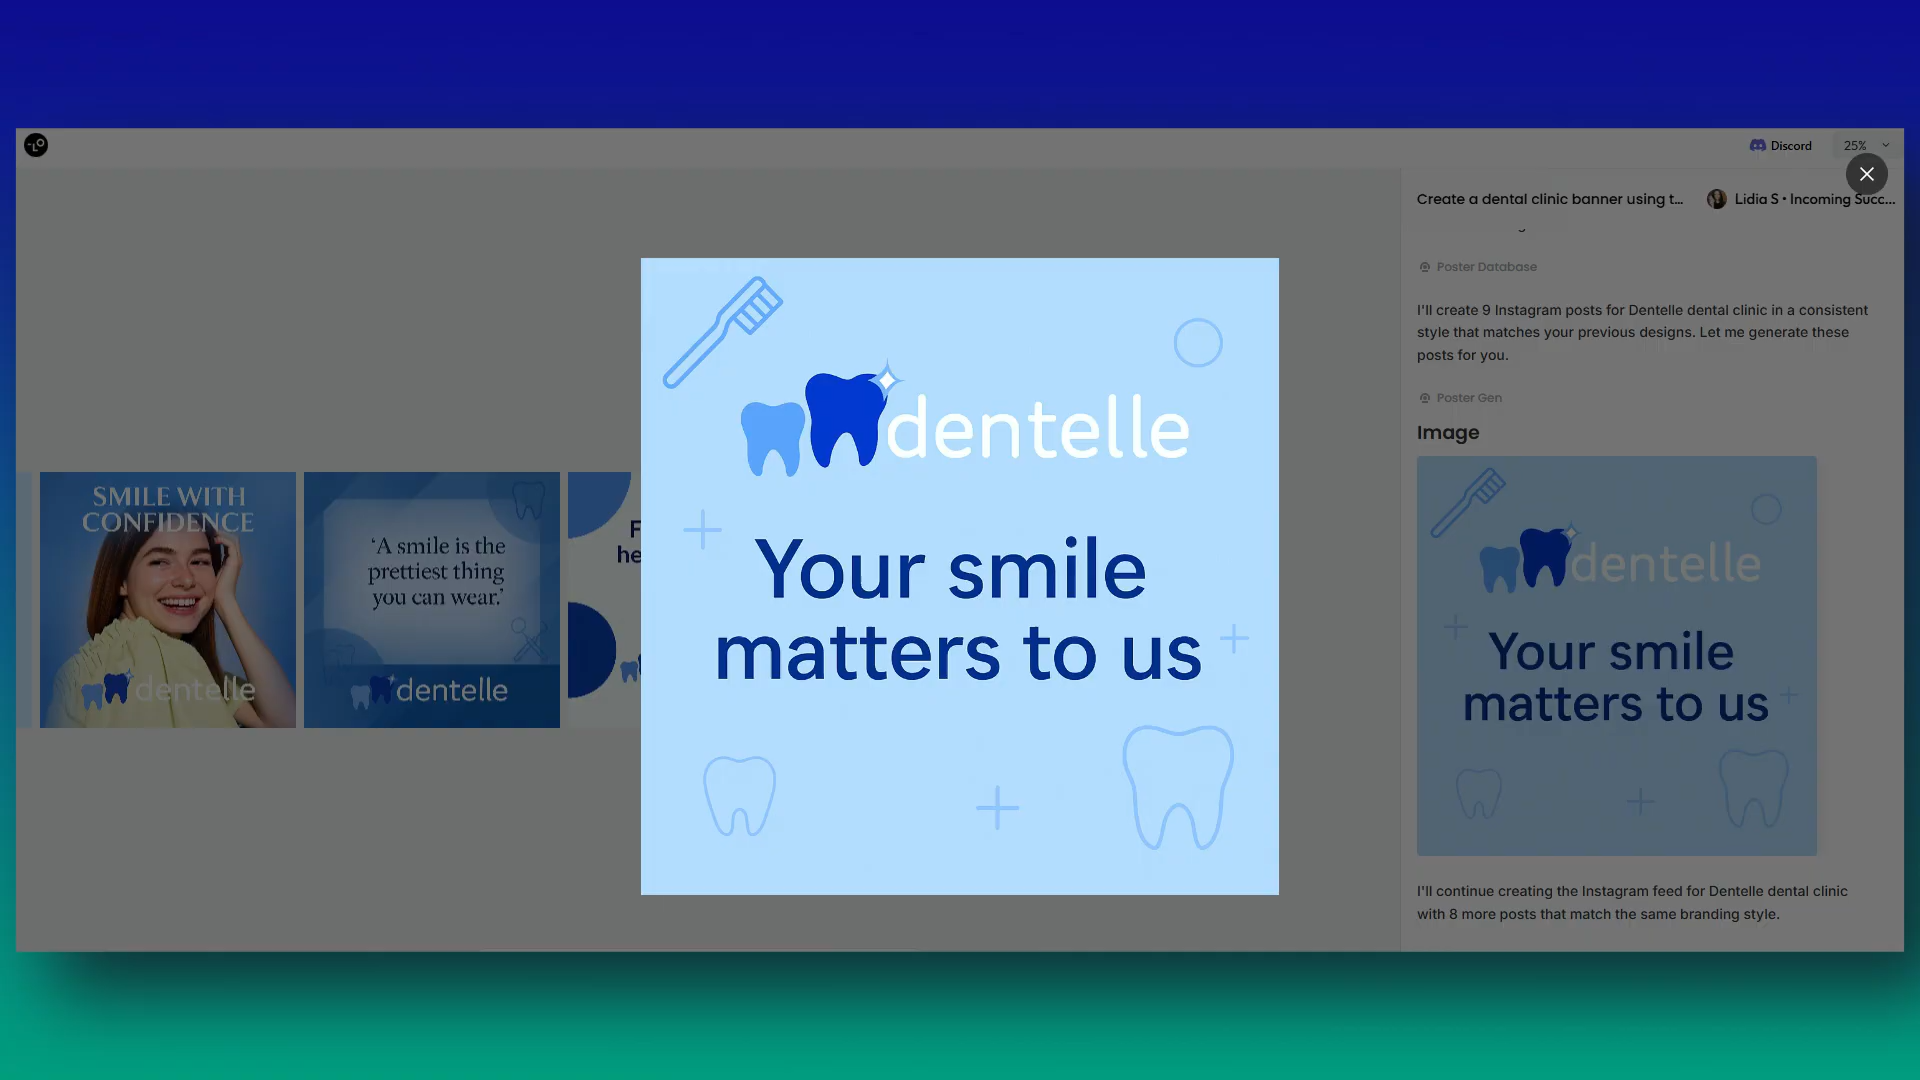 Discord
25%
Create a dental clinic banner using t...
Lidia S • Incoming Succ...
Poster Database
I'll create 9 Instagram posts for Dentelle dental clinic in a consistent
style that matches your previous designs. Let me generate these
posts for you.
Poster Gen
Image
dentelle
Your smile
matters to us
I'll continue creating the Instagram feed for Dentelle dental clinic
with 8 more posts that match the same branding style.
SMILE WITH
CONFIDENCE
dentelle
'A smile is the
prettiest thing
you can wear.'
dentelle
dentelle
Your smile
matters to us